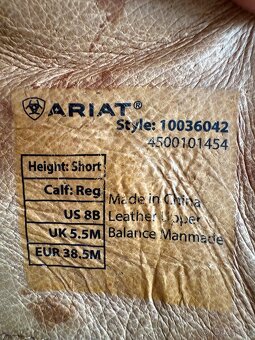 ARIAT®
Style: 10036042
4500101454
Height: Short
Calf: Reg
US 8B
UK 5.5M
EUR 38.5M
Made in China
Leather Upper
Balance Manmade